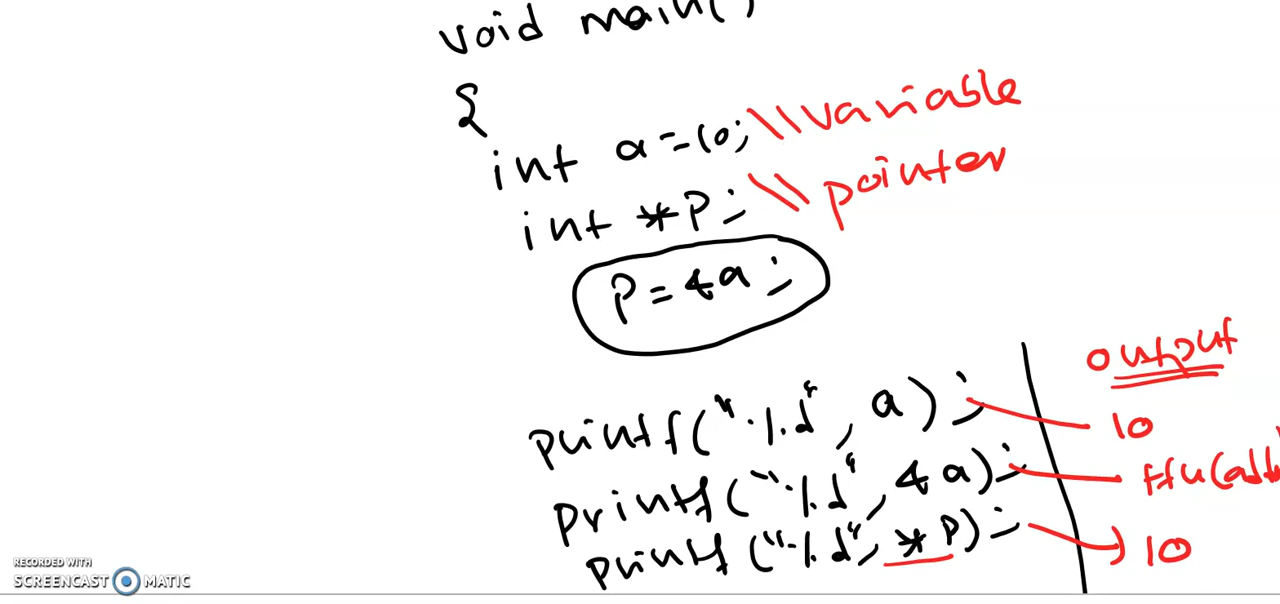 void main()
{
int a=10; \\variable
int *P; \\pointer
P=&a;
output
printf("%d", a); 10
printf("%d", &a);
printf("%d", *P); 10
RECORDED WITH
SCREENCAST MATIC